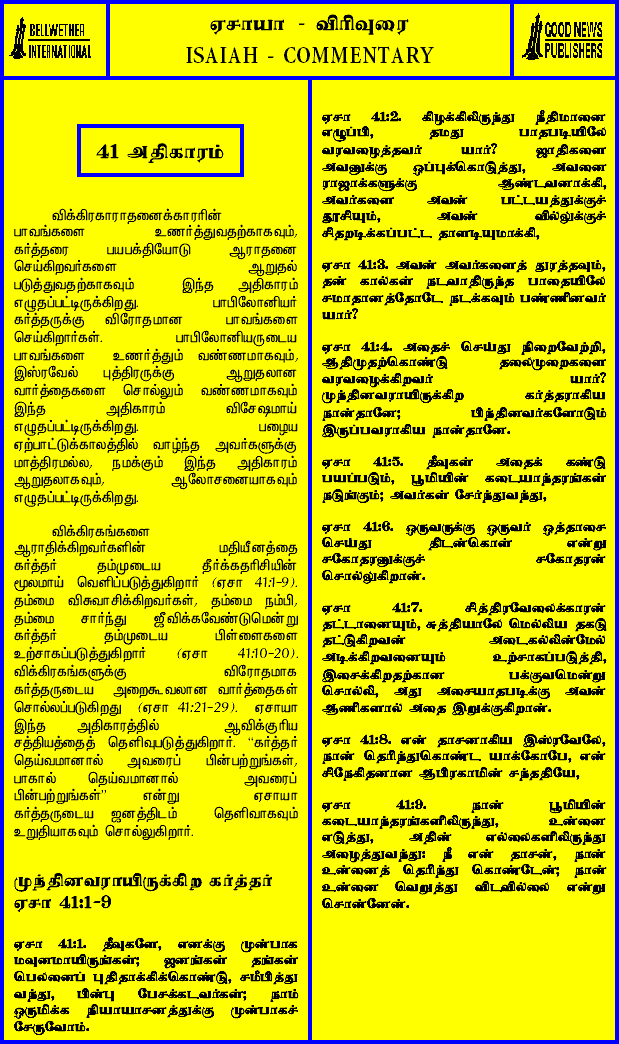 BELLWETHER
INTERNATIONAL
ஏசாயா - விரிவுரை
ISAIAH - COMMENTARY
GOOD NEWS
PUBLISHERS
41 அதிகாரம்
விக்கிரகாராதனைக்காரரின்
பாவங்களை உணர்த்துவதற்காகவும்,
கர்த்தரை பயபக்தியோடு ஆராதனை
செய்கிறவர்களை ஆறுதல்
படுத்துவதற்காகவும் இந்த அதிகாரம்
எழுதப்பட்டிருக்கிறது. பாபிலோனியர்
கர்த்தருக்கு விரோதமான பாவங்களை
செய்கிறார்கள். பாபிலோனியருடைய
பாவங்களை உணர்த்தும் வண்ணமாகவும்,
இஸ்ரவேல் புத்திரருக்கு ஆறுதலான
வார்த்தைகளை சொல்லும் வண்ணமாகவும்
இந்த அதிகாரம் விசேஷமாய்
எழுதப்பட்டிருக்கிறது. பழைய
ஏற்பாட்டுக்காலத்தில் வாழ்ந்த அவர்களுக்கு
மாத்திரமல்ல, நமக்கும் இந்த அதிகாரம்
ஆறுதலாகவும், ஆலோசனையாகவும்
எழுதப்பட்டிருக்கிறது.
விக்கிரகங்களை
ஆராதிக்கிறவர்களின் மதியீனத்தை
கர்த்தர் தம்முடைய தீர்க்கதரிசியின்
மூலமாய் வெளிப்படுத்துகிறார் (ஏசா 41:1-9).
தம்மை விசுவாசிக்கிறவர்கள், தம்மை நம்பி,
தம்மை சார்ந்து ஜீவிக்கவேண்டுமென்று
கர்த்தர் தம்முடைய பிள்ளைகளை
உற்சாகப்படுத்துகிறார் (ஏசா 41:10-20).
விக்கிரகங்களுக்கு விரோதமாக
கர்த்தருடைய அறைகூவலான வார்த்தைகள்
சொல்லப்படுகிறது (ஏசா 41:21-29). ஏசாயா
இந்த அதிகாரத்தில் ஆவிக்குரிய
சத்தியத்தைத் தெளிவுபடுத்துகிறார். “கர்த்தர்
தெய்வமானால் அவரைப் பின்பற்றுங்கள்,
பாகால் தெய்வமானால் அவரைப்
பின்பற்றுங்கள்” என்று ஏசாயா
கர்த்தருடைய ஜனத்திடம் தெளிவாகவும்
உறுதியாகவும் சொல்லுகிறார்.
முந்தினவராயிருக்கிற கர்த்தர்
ஏசா 41:1-9
ஏசா 41:1. தீவுகளே, எனக்கு முன்பாக
மவுனமாயிருங்கள்; ஜனங்கள் தங்கள்
பெலனைப் புதிதாக்கிக்கொண்டு, சமீபித்து
வந்து, பின்பு பேசக்கடவர்கள்; நாம்
ஒருமிக்க நியாயாசனத்துக்கு முன்பாகச்
சேருவோம்.
ஏசா 41:2. கிழக்கிலிருந்து நீதிமானை
எழுப்பி, தமது பாதபடியிலே
வரவழைத்தவர் யார்? ஜாதிகளை
அவனுக்கு ஒப்புக்கொடுத்து, அவனை
ராஜாக்களுக்கு ஆண்டவனாக்கி,
அவர்களை அவன் பட்டயத்துக்குத்
தூசியும், அவன் வில்லுக்குச்
சிதறடிக்கப்பட்ட தாளடியுமாக்கி,
ஏசா 41:3. அவன் அவர்களைத் துரத்தவும்,
தன் கால்கள் நடவாதிருந்த பாதையிலே
சமாதானத்தோடே நடக்கவும் பண்ணினவர்
யார்?
ஏசா 41:4. அதைச் செய்து நிறைவேற்றி,
ஆதிமுதற்கொண்டு தலைமுறைகளை
வரவழைக்கிறவர் யார்?
முந்தினவராயிருக்கிற கர்த்தராகிய
நான்தானே; பிந்தினவர்களோடும்
இருப்பவராகிய நான்தானே.
ஏசா 41:5. தீவுகள் அதைக் கண்டு
பயப்படும், பூமியின் கடையாந்தரங்கள்
நடுங்கும்; அவர்கள் சேர்ந்துவந்து,
ஏசா 41:6. ஒருவருக்கு ஒருவர் ஒத்தாசை
செய்து திடன்கொள் என்று
சகோதரனுக்குச் சகோதரன்
சொல்லுகிறான்.
ஏசா 41:7. சித்திரவேலைக்காரன்
தட்டானையும், சுத்தியாலே மெல்லிய தகடு
தட்டுகிறவன் அடைகல்லின்மேல்
அடிக்கிறவனையும் உற்சாகப்படுத்தி,
இசைக்கிறதற்கான பக்குவமென்று
சொல்லி, அது அசையாதபடிக்கு அவன்
ஆணிகளால் அதை இறுக்குகிறான்.
ஏசா 41:8. என் தாசனாகிய இஸ்ரவேலே,
நான் தெரிந்துகொண்ட யாக்கோபே, என்
சிநேகிதனான ஆபிரகாமின் சந்ததியே,
ஏசா 41:9. நான் பூமியின்
கடையாந்தரங்களிலிருந்து, உன்னை
எடுத்து, அதின் எல்லைகளிலிருந்து
அழைத்துவந்து: நீ என் தாசன், நான்
உன்னைத் தெரிந்து கொண்டேன்; நான்
உன்னை வெறுத்து விடவில்லை என்று
சொன்னேன்.